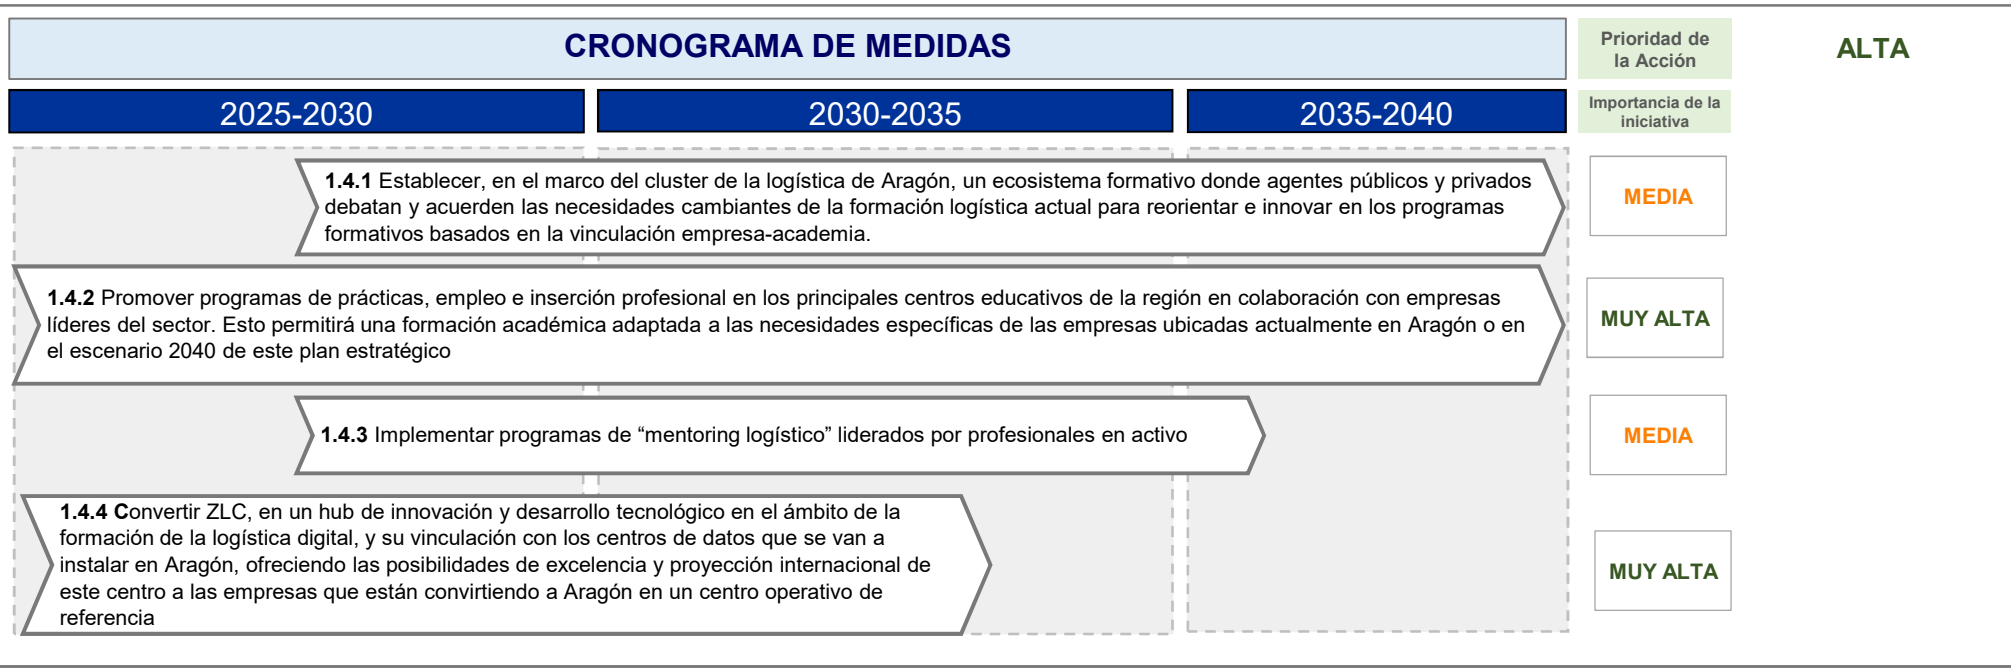 CRONOGRAMA DE MEDIDAS
Prioridad de
la Acción
ALTA
2025-2030
2030-2035
2035-2040
Importancia de la
iniciativa
1.4.1 Establecer, en el marco del cluster de la logística de Aragón, un ecosistema formativo donde agentes públicos y privados
debatan y acuerden las necesidades cambiantes de la formación logística actual para reorientar e innovar en los programas
formativos basados en la vinculación empresa-academia.
MEDIA
1.4.2 Promover programas de prácticas, empleo e inserción profesional en los principales centros educativos de la región en colaboración con empresas
líderes del sector. Esto permitirá una formación académica adaptada a las necesidades específicas de las empresas ubicadas actualmente en Aragón o en
el escenario 2040 de este plan estratégico
MUY ALTA
1.4.3 Implementar programas de “mentoring logístico” liderados por profesionales en activo
MEDIA
1.4.4 Convertir ZLC, en un hub de innovación y desarrollo tecnológico en el ámbito de la
formación de la logística digital, y su vinculación con los centros de datos que se van a
instalar en Aragón, ofreciendo las posibilidades de excelencia y proyección internacional de
este centro a las empresas que están convirtiendo a Aragón en un centro operativo de
referencia
MUY ALTA